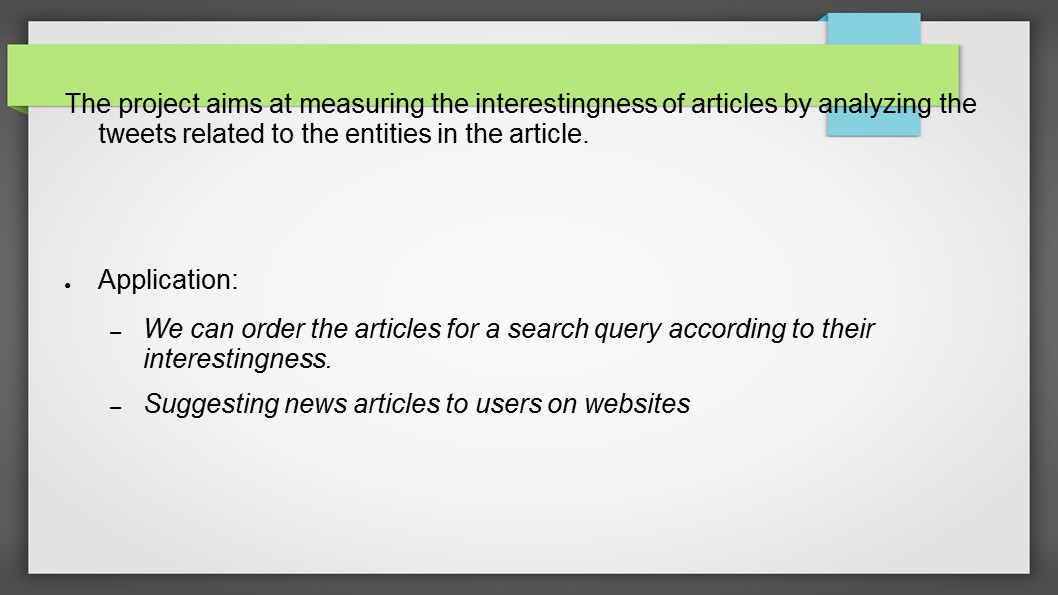 The project aims at measuring the interestingness of articles by analyzing the
tweets related to the entities in the article.
● Application:
– We can order the articles for a search query according to their
interestingness.
– Suggesting news articles to users on websites